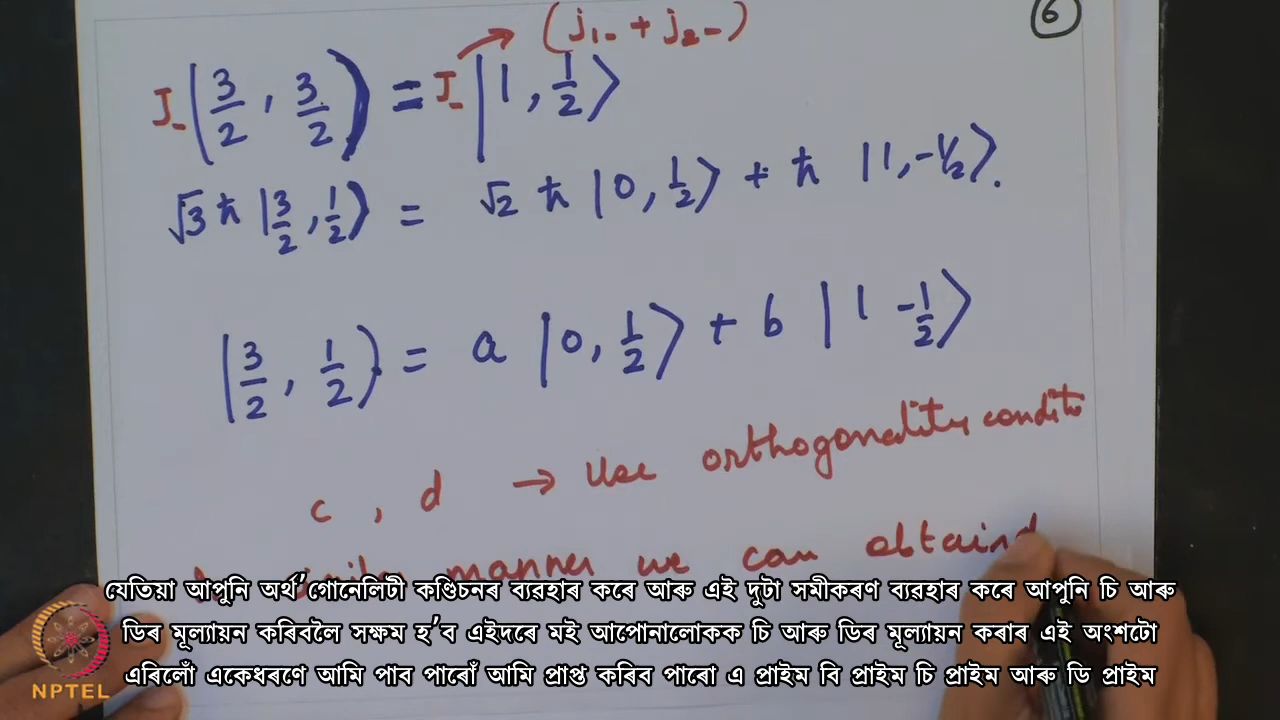 6
(j₁₋ + j₂₋)
J₋ |3/2, 3/2⟩ = J₋ |1, 1/2⟩
√3 ħ |3/2, 1/2⟩ = √2 ħ |0, 1/2⟩ + ħ |1, -1/2⟩.
|3/2, 1/2⟩ = a |0, 1/2⟩ + b |1 -1/2⟩
c, d → Use orthogonality conditio
manner we can obtain
যেতিয়া আপুনি অৰ্থ'গোনেলিটী কণ্ডিচনৰ ব্যৱহাৰ কৰে আৰু এই দুটা সমীকৰণ ব্যৱহাৰ কৰে আপুনি চি আৰু
ডিৰ মূল্যায়ন কৰিবলৈ সক্ষম হ'ব এইদৰে মই আপোনালোকক চি আৰু ডিৰ মূল্যায়ন কৰাৰ এই অংশটো
এৰিলোঁ একেধৰণে আমি পাব পাৰোঁ আমি প্ৰাপ্ত কৰিব পাৰো এ প্ৰাইম বি প্ৰাইম চি প্ৰাইম আৰু ডি প্ৰাইম
NPTEL